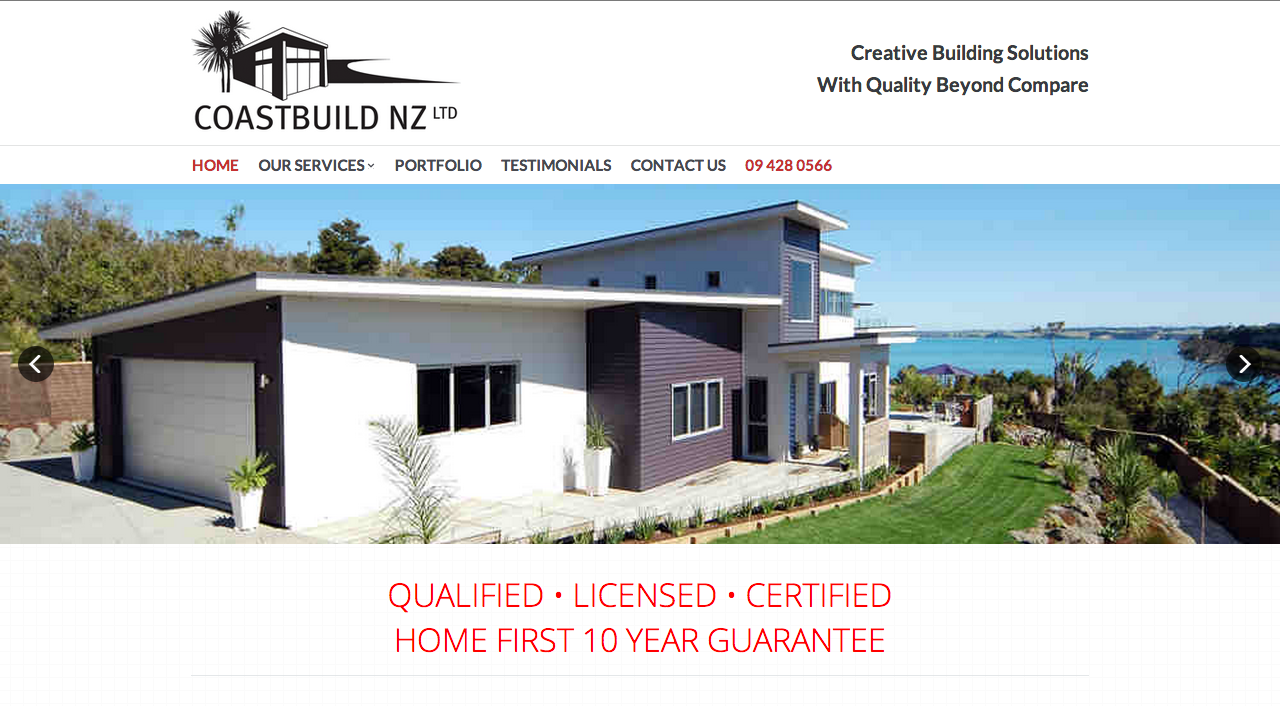 COASTBUILD NZ LTD
Creative Building Solutions
With Quality Beyond Compare
HOME OUR SERVICES PORTFOLIO TESTIMONIALS CONTACT US 09 428 0566
QUALIFIED • LICENSED • CERTIFIED
HOME FIRST 10 YEAR GUARANTEE